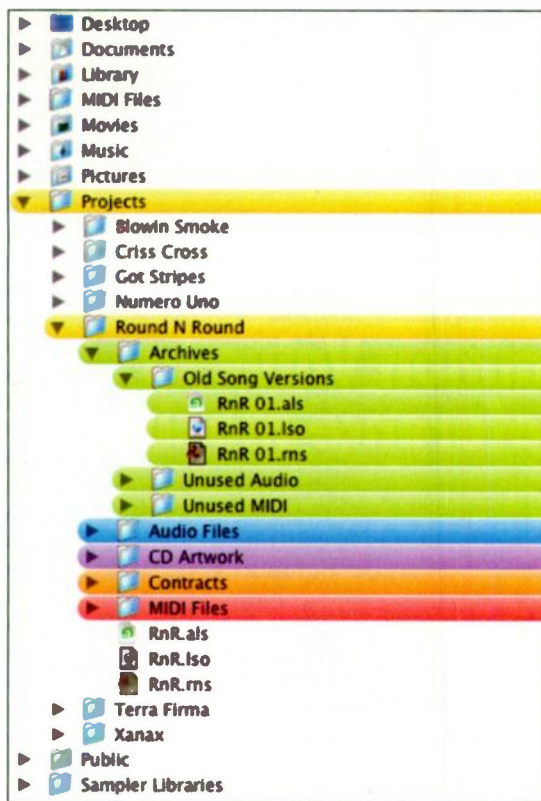 Desktop
Documents
Library
MIDI Files
Movies
Music
Pictures
Projects
Blowin Smoke
Criss Cross
Got Stripes
Numero Uno
Round N Round
Archives
Old Song Versions
RnR 01.als
RnR 01.lso
RnR 01.rns
Unused Audio
Unused MIDI
Audio Files
CD Artwork
Contracts
MIDI Files
RnR.als
RnR.lso
RnR.rns
Terra Firma
Xanax
Public
Sampler Libraries